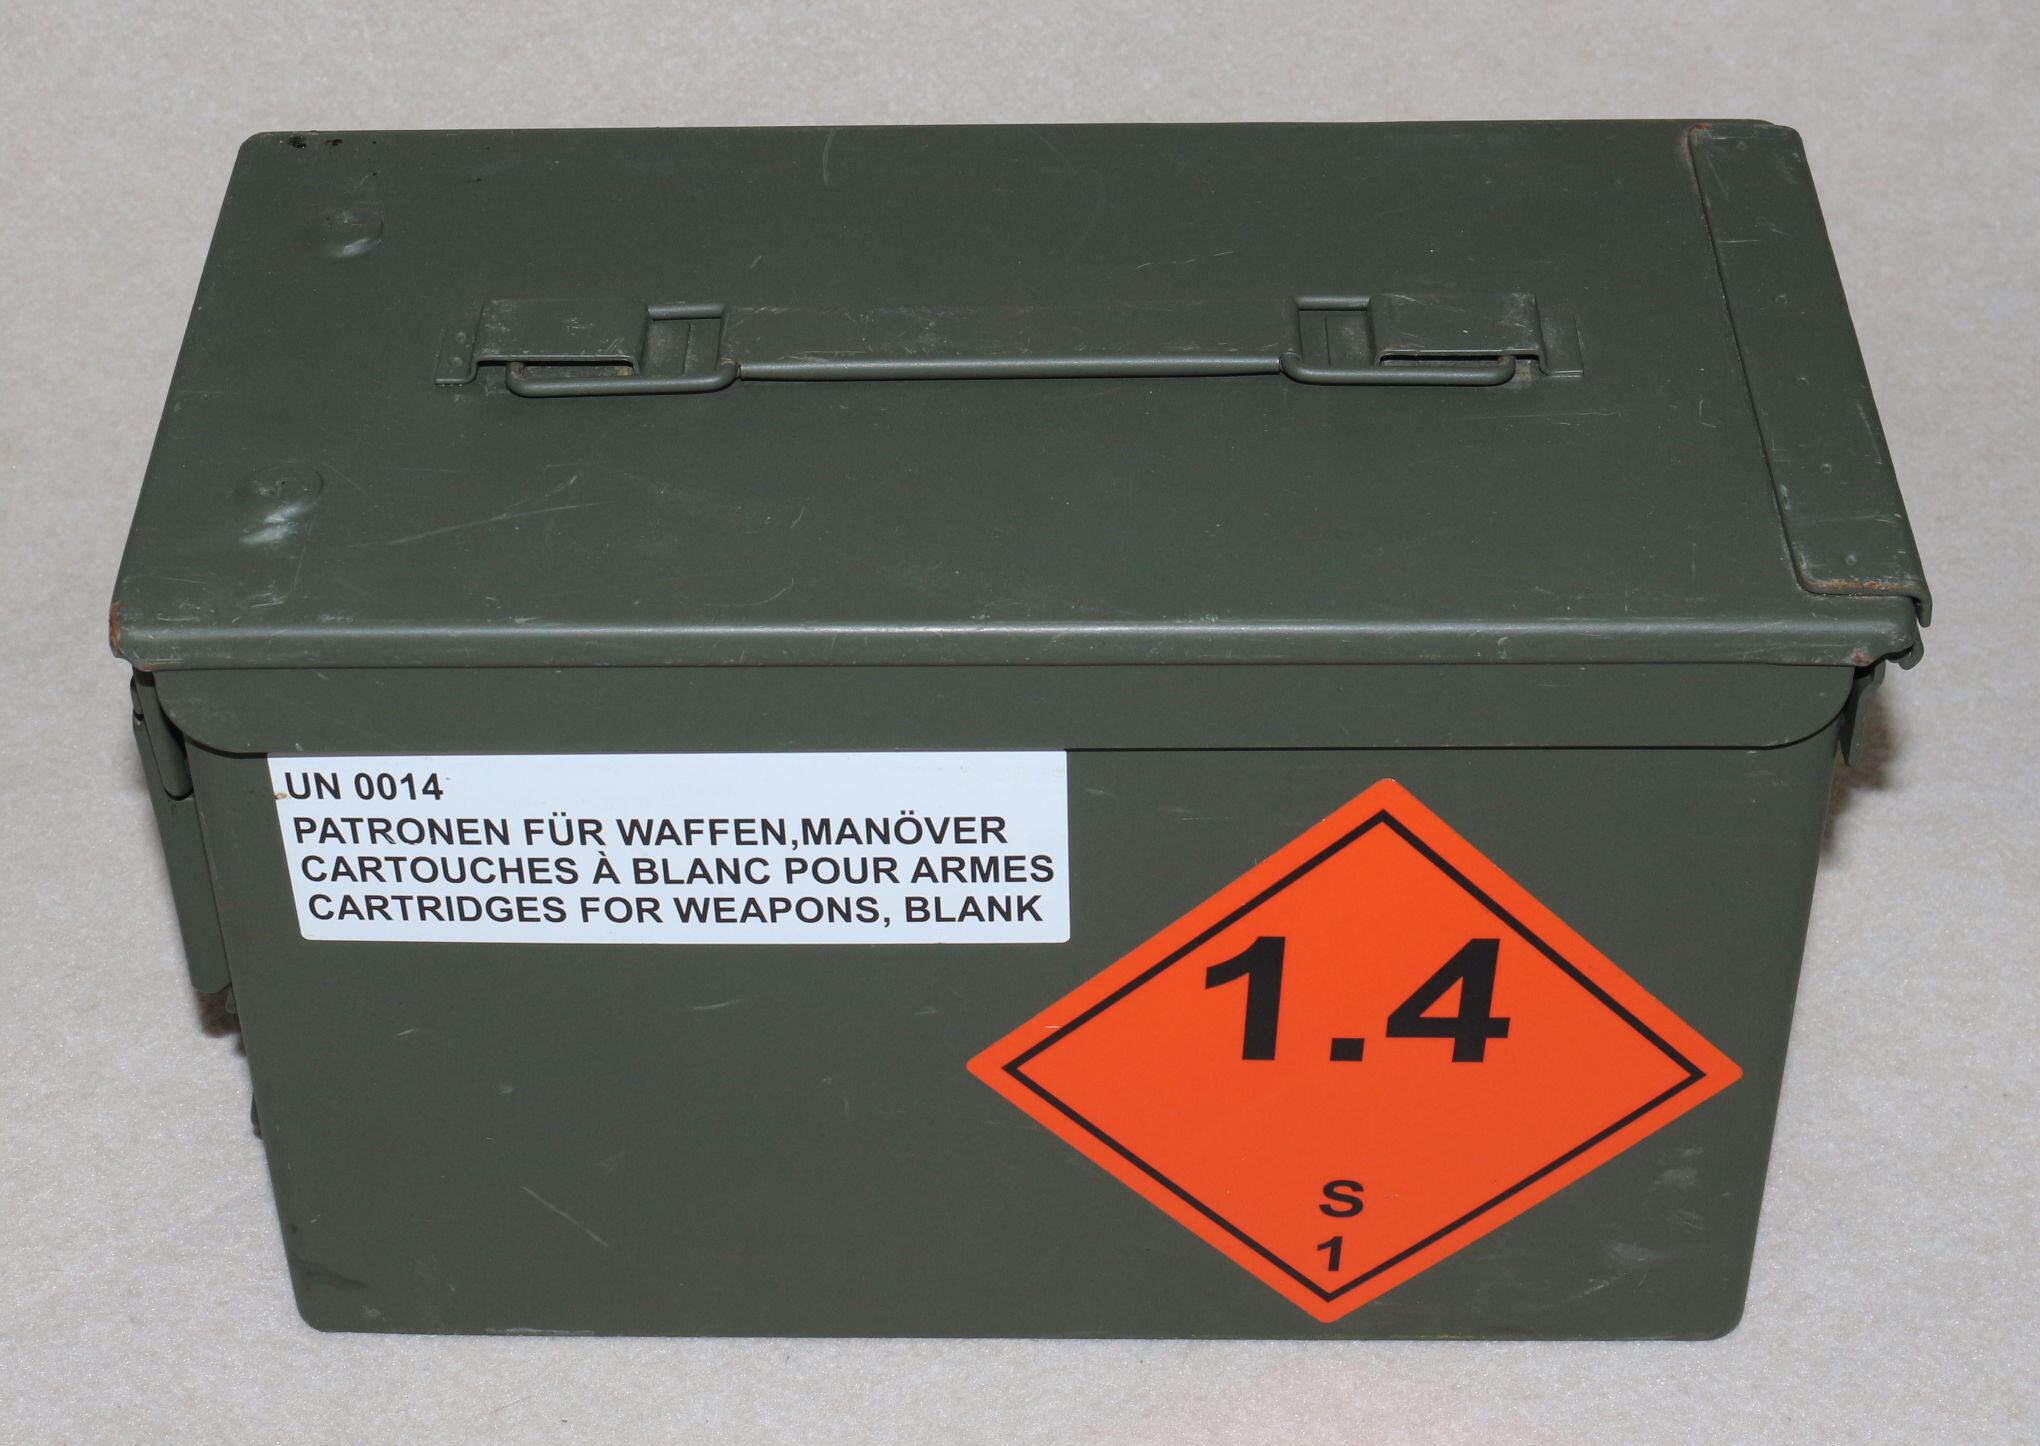 UN 0014
PATRONEN FÜR WAFFEN,MANÖVER
CARTOUCHES À BLANC POUR ARMES
CARTRIDGES FOR WEAPONS, BLANK
1.4
S
1